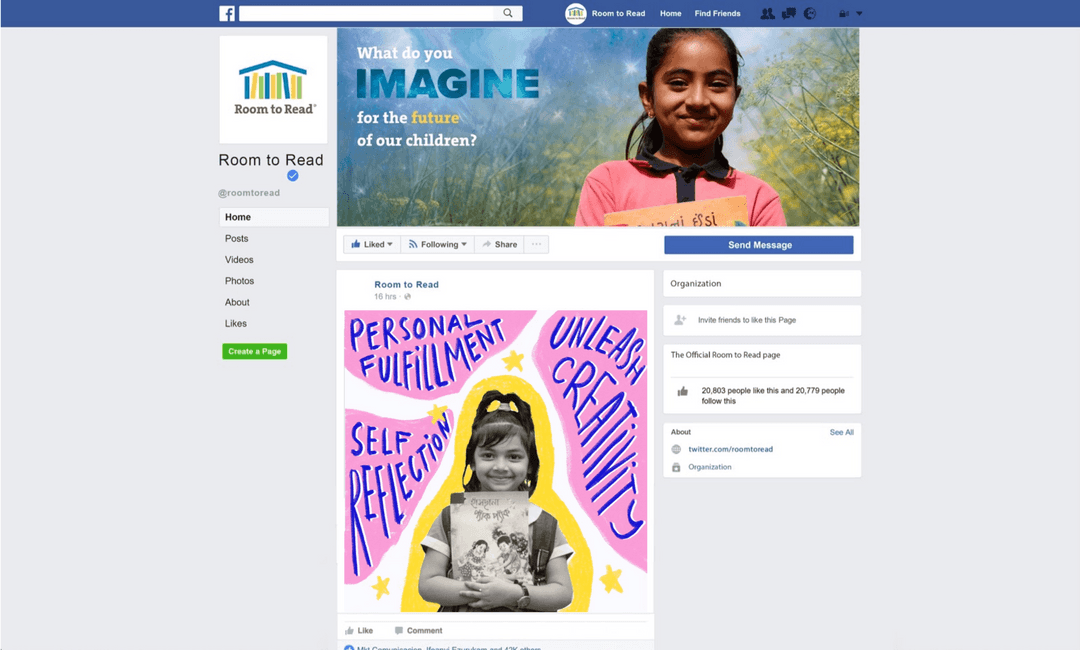 Room to Read
Home
Find Friends
Room to Read®
Room to Read
@roomtoread
Home
Posts
Videos
Photos
About
Likes
Create a Page
What do you
IMAGINE
for the future
of our children?
Liked
Following
Share
...
Send Message
Room to Read
16 hrs ·
PERSONAL
FULFILLMENT
UNLEASH
CREATIVITY
SELF
REFLECTION
Like
Comment
and 42K others
Organization
Invite friends to like this Page
The Official Room to Read page
20,803 people like this and 20,779 people
follow this
About
See All
twitter.com/roomtoread
Organization